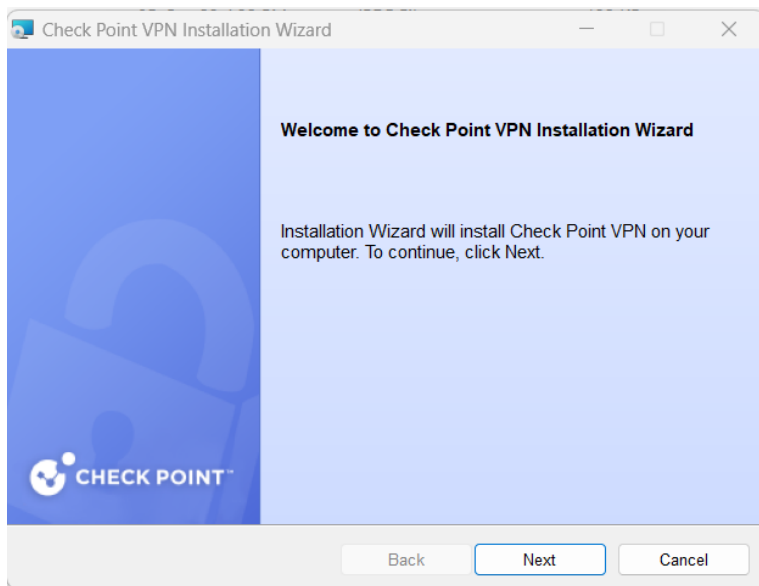 Check Point VPN Installation Wizard
Welcome to Check Point VPN Installation Wizard
Installation Wizard will install Check Point VPN on your
computer. To continue, click Next.
CHECK POINT™
Back
Next
Cancel